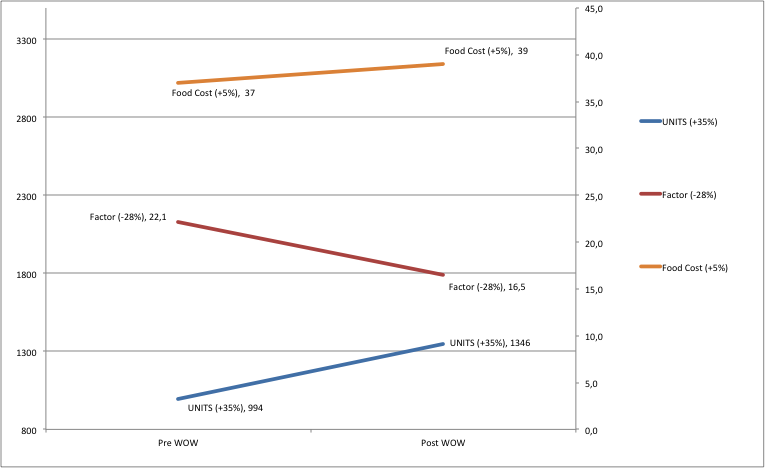 45,0
3300
Food Cost (+5%),  39
40,0
Food Cost (+5%),  37
35,0
2800
UNITS (+35%)
30,0
2300
25,0
Factor (-28%)
Factor (-28%), 22,1
20,0
1800
Food Cost (+5%)
Factor (-28%), 16,5
15,0
1300
UNITS (+35%), 1346
10,0
UNITS (+35%), 994
5,0
800
0,0
Pre WOW
Post WOW